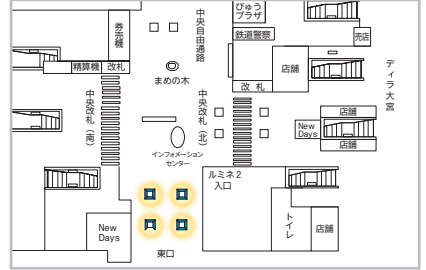 券売機
中央自由通路
びゅう
プラザ
鉄道警察
売店
精算機
改札
まめの木
店舗
改札
ディラ大宮
中央改札（南）
中央改札（北）
インフォメーション
センター
New
Days
店舗
店舗
ルミネ2
入口
New
Days
トイレ
店舗
東口